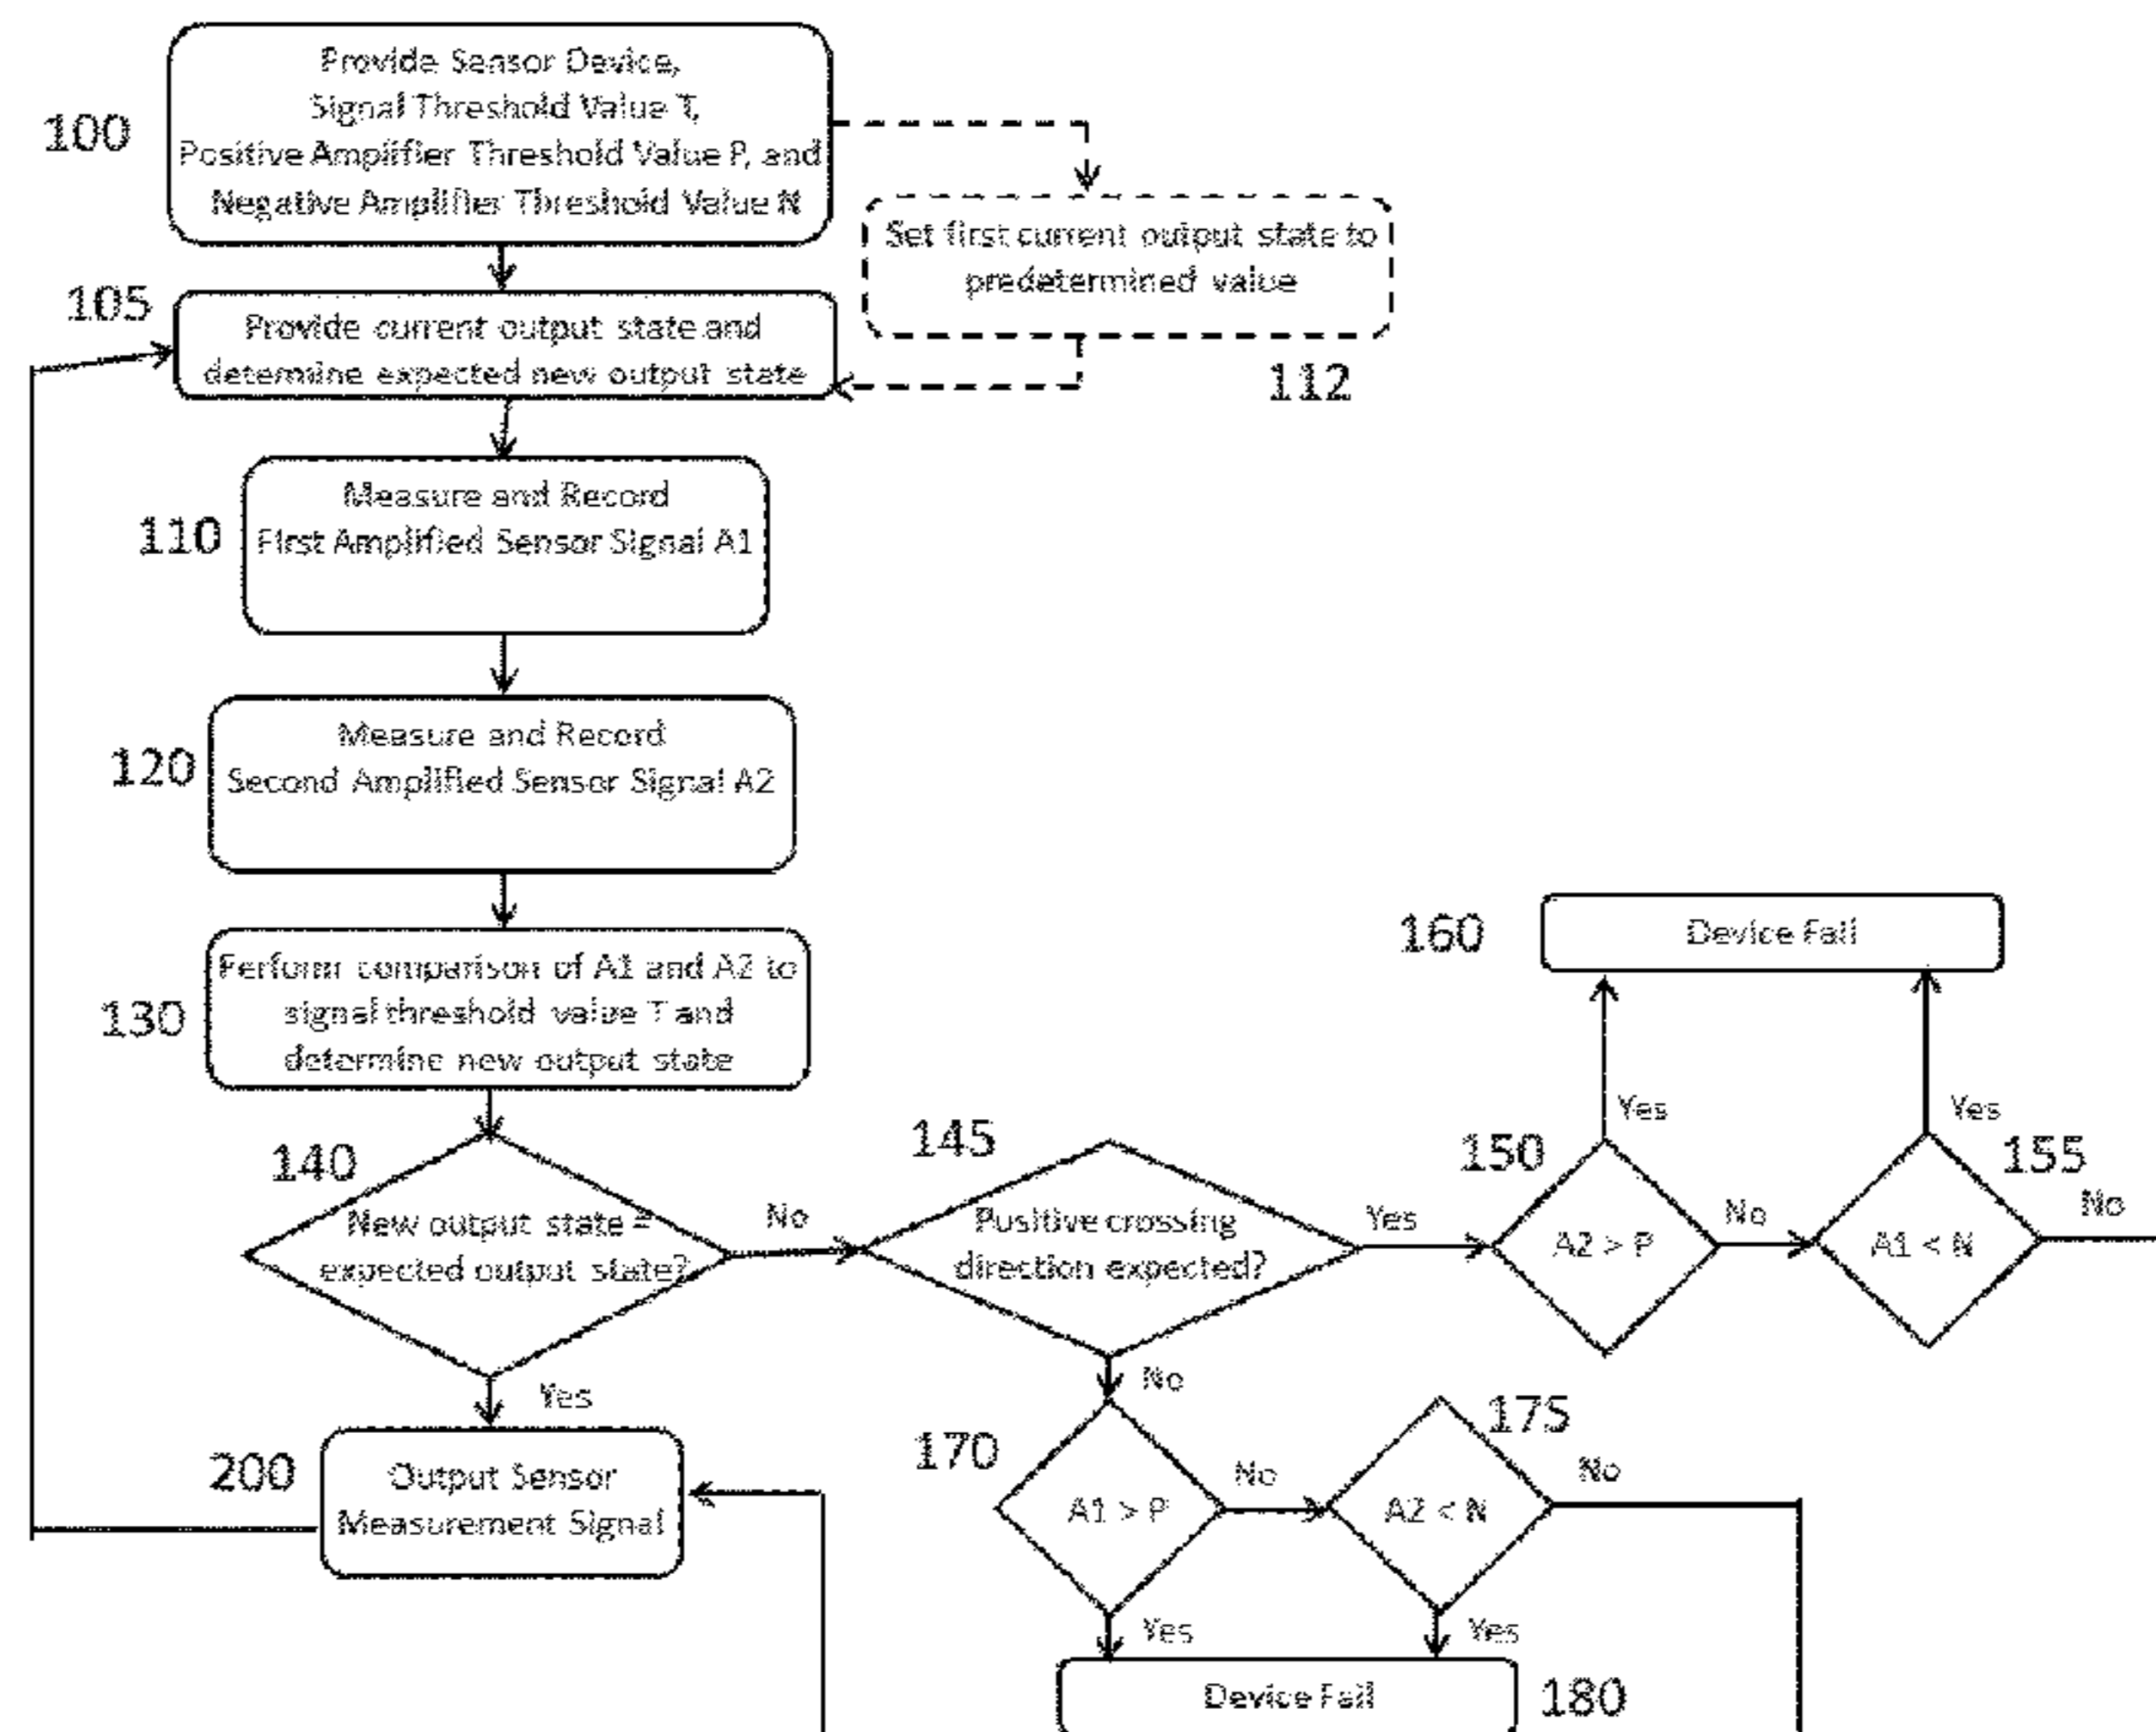 100
Provide Sensor Device,
Signal Threshold Value T,
Positive Amplifier Threshold Value P, and
Negative Amplifier Threshold Value N
Set first current output state to
predetermined value
112
105
Provide current output state and
determine expected new output state
110
Measure and Record
First Amplified Sensor Signal A1
120
Measure and Record
Second Amplified Sensor Signal A2
130
Perform comparison of A1 and A2 to
signal threshold value T and
determine new output state
140
New output state =
expected output state?
No
Yes
145
Positive crossing
direction expected?
Yes
No
150
A2 > P
Yes
No
155
A1 < N
Yes
No
160
Device Fail
170
A1 > P
No
Yes
175
A2 < N
No
Yes
Device Fail
180
200
Output Sensor
Measurement Signal